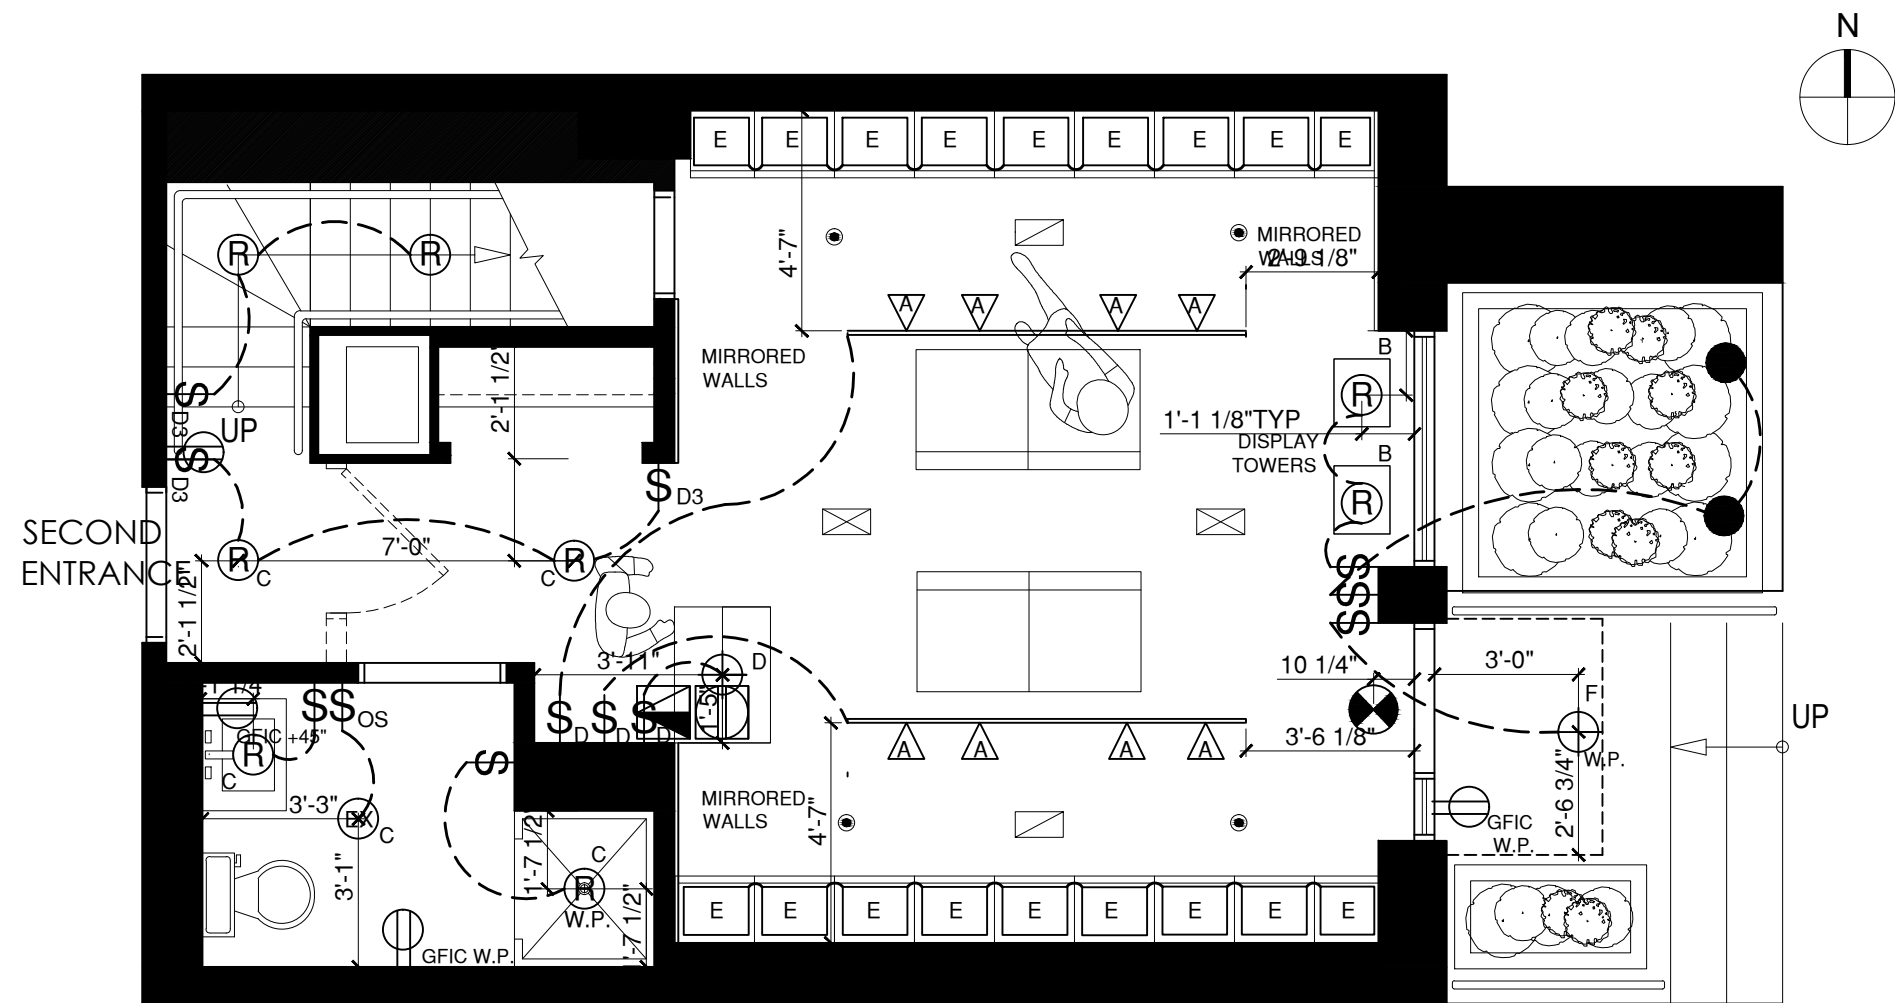 N
E E E E E E E E E
R R
4'-7"
MIRRORED
WALLS
2'-9 1/8"
A A A A
MIRRORED
WALLS
2'-1 1/2"
B
R
S
D3
UP
1'-1 1/8"TYP
DISPLAY
TOWERS
B
R
S
D3
S D3
SECOND
ENTRANCE
7'-0"
R C
C R
2'-1 1/2"
S
S
S
3'-11"
D
10 1/4"
3'-0"
F
UP
1'-5"
S D S D S D
SS OS
GFIC +45"
R
C
S
A A A A
3'-6 1/8"
W.P.
2'-6 3/4"
3'-3"
EX
C
MIRRORED
WALLS
4'-7"
GFIC
W.P.
1'-7 1/2"
C
R
W.P.
3'-1"
1'-7 1/2"
GFIC W.P.
E E E E E E E E E